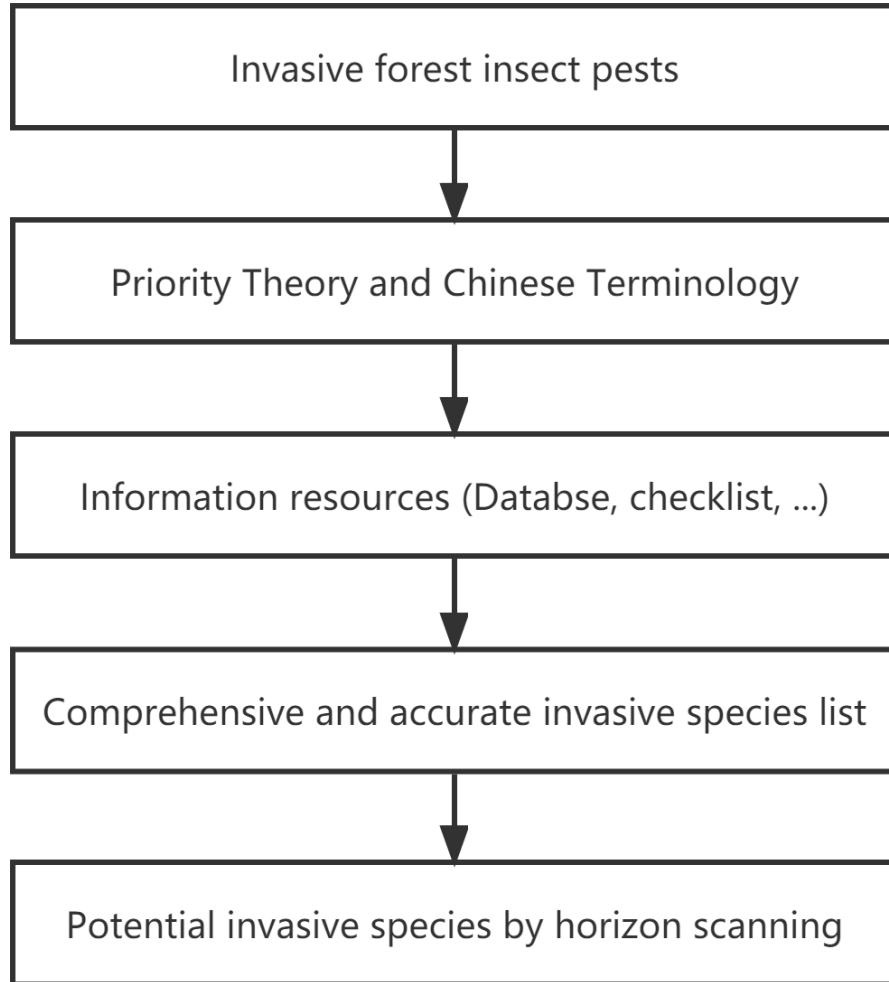 Invasive forest insect pests
Priority Theory and Chinese Terminology
Information resources (Databse, checklist, ...)
Comprehensive and accurate invasive species list
Potential invasive species by horizon scanning